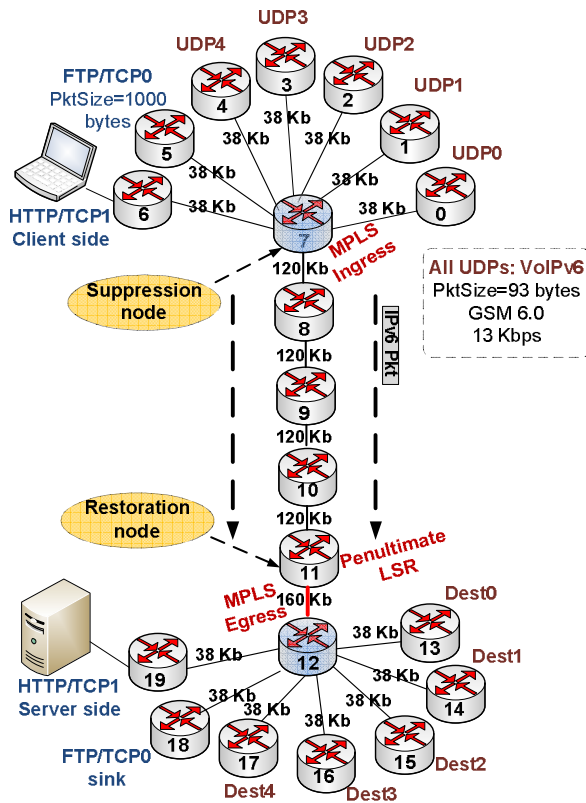 UDP3
UDP4
UDP2
FTP/TCP0
PktSize=1000
bytes
UDP1
UDP0
3
4
2
5
1
6
0
38 Kb
38 Kb
38 Kb
38 Kb
38 Kb
38 Kb
38 Kb
HTTP/TCP1
Client side
7
MPLS
Ingress
120 Kb
Suppression
node
All UDPs: VoIPv6
PktSize=93 bytes
GSM 6.0
13 Kbps
8
IPv6 Pkt
120 Kb
9
120 Kb
10
120 Kb
Restoration
node
11
Penultimate
LSR
MPLS
Egress
160 Kb
12
Dest0
13
38 Kb
Dest1
14
38 Kb
19
38 Kb
HTTP/TCP1
Server side
38 Kb
18
FTP/TCP0
sink
38 Kb
17
Dest4
38 Kb
16
Dest3
38 Kb
15
Dest2